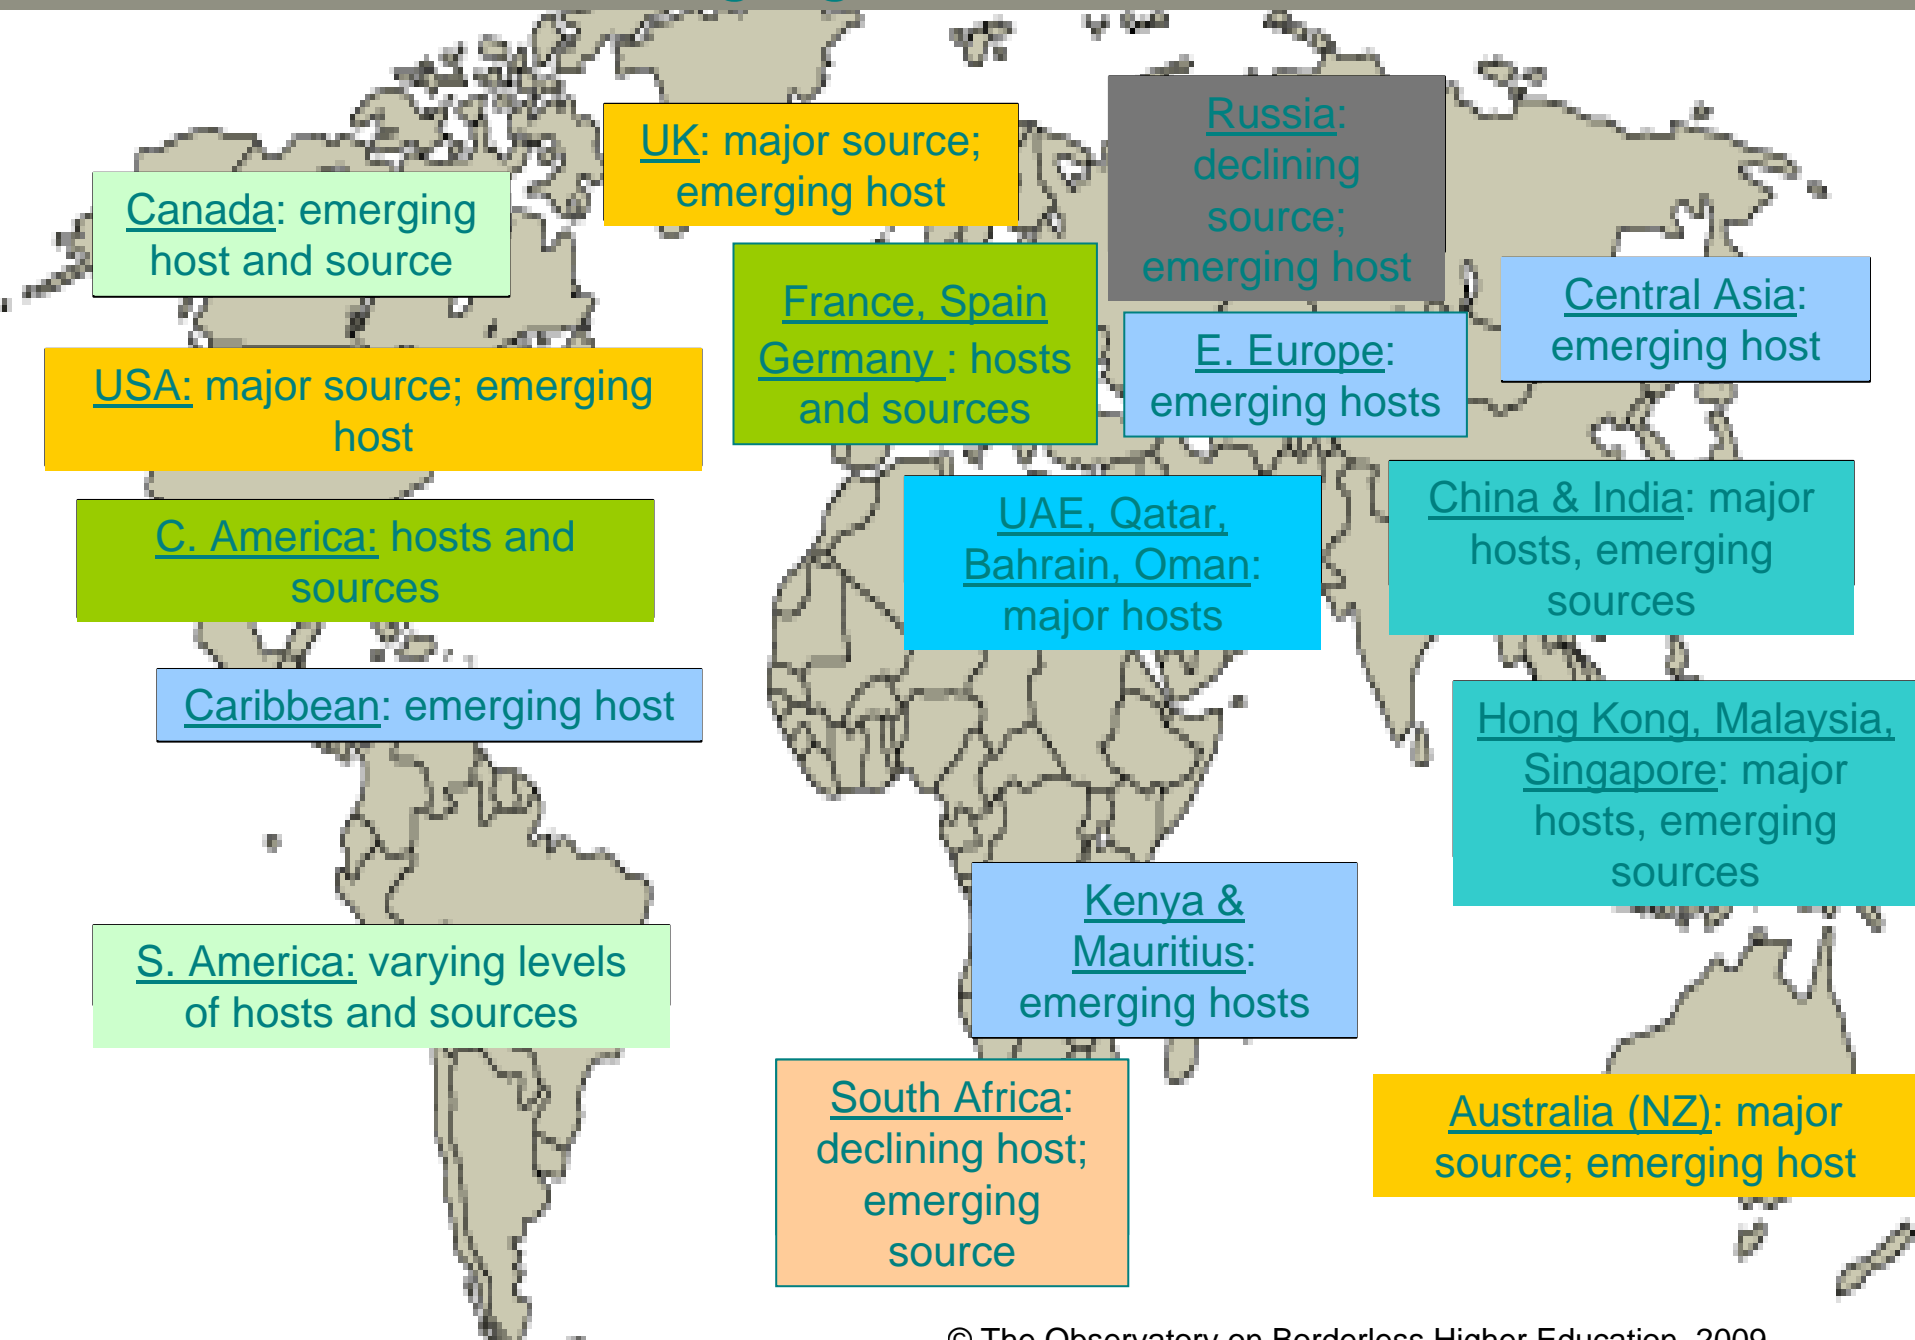 UK: major source;
emerging host
Russia:
declining
source;
emerging host
Canada: emerging
host and source
France, Spain
Germany : hosts
and sources
Central Asia:
emerging host
E. Europe:
emerging hosts
USA: major source; emerging
host
C. America: hosts and
sources
UAE, Qatar,
Bahrain, Oman:
major hosts
China & India: major
hosts, emerging
sources
Caribbean: emerging host
Hong Kong, Malaysia,
Singapore: major
hosts, emerging
sources
Kenya &
Mauritius:
emerging hosts
S. America: varying levels
of hosts and sources
South Africa:
declining host;
emerging
source
Australia (NZ): major
source; emerging host
© The Observatory on Borderless Higher Education, 2009